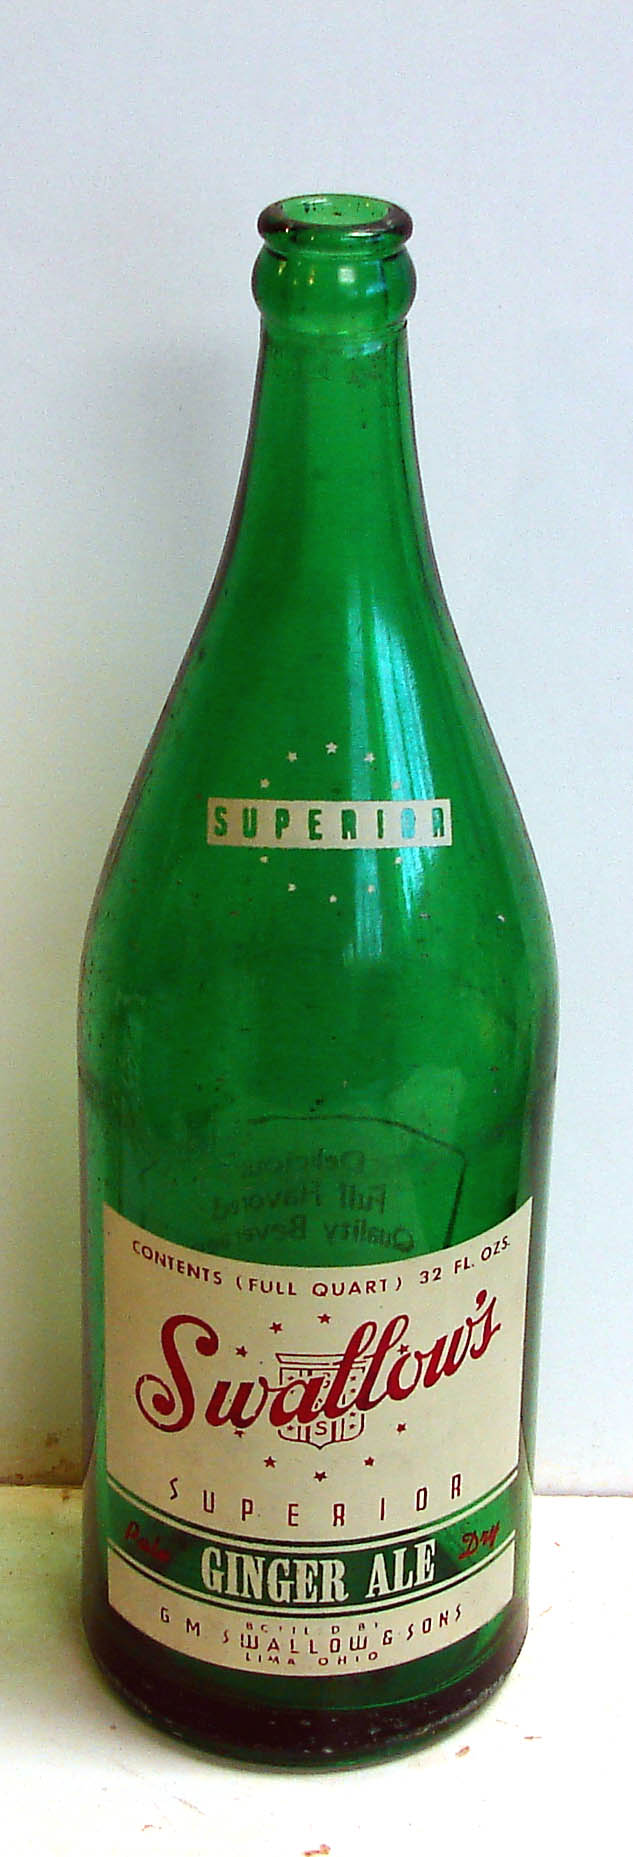 SUPERIOR
Delicious
Full Flavored
Quality
CONTENTS (FULL QUART) 32 FL. OZS.
Swallow's
S
SUPERIOR
Pale GINGER ALE Dry
BOTTLED BY
G M SWALLOW & SONS
LIMA OHIO